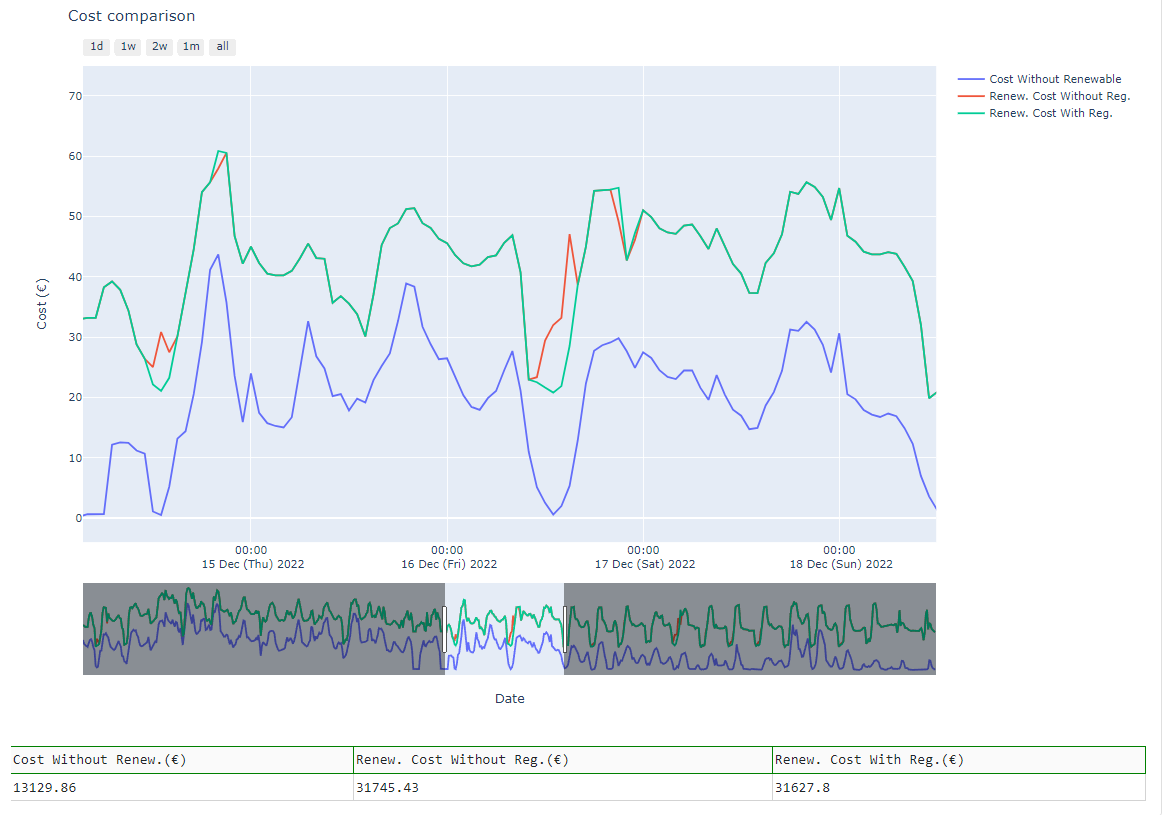 Cost comparison
1d 1w 2w 1m all
Cost Without Renewable
Renew. Cost Without Reg.
Renew. Cost With Reg.
70
60
50
40
30
20
10
0
Cost (€)
00:00 00:00 00:00 00:00
15 Dec (Thu) 2022 16 Dec (Fri) 2022 17 Dec (Sat) 2022 18 Dec (Sun) 2022
Date
Cost Without Renew.(€) Renew. Cost Without Reg.(€) Renew. Cost With Reg.(€)
13129.86 31745.43 31627.8